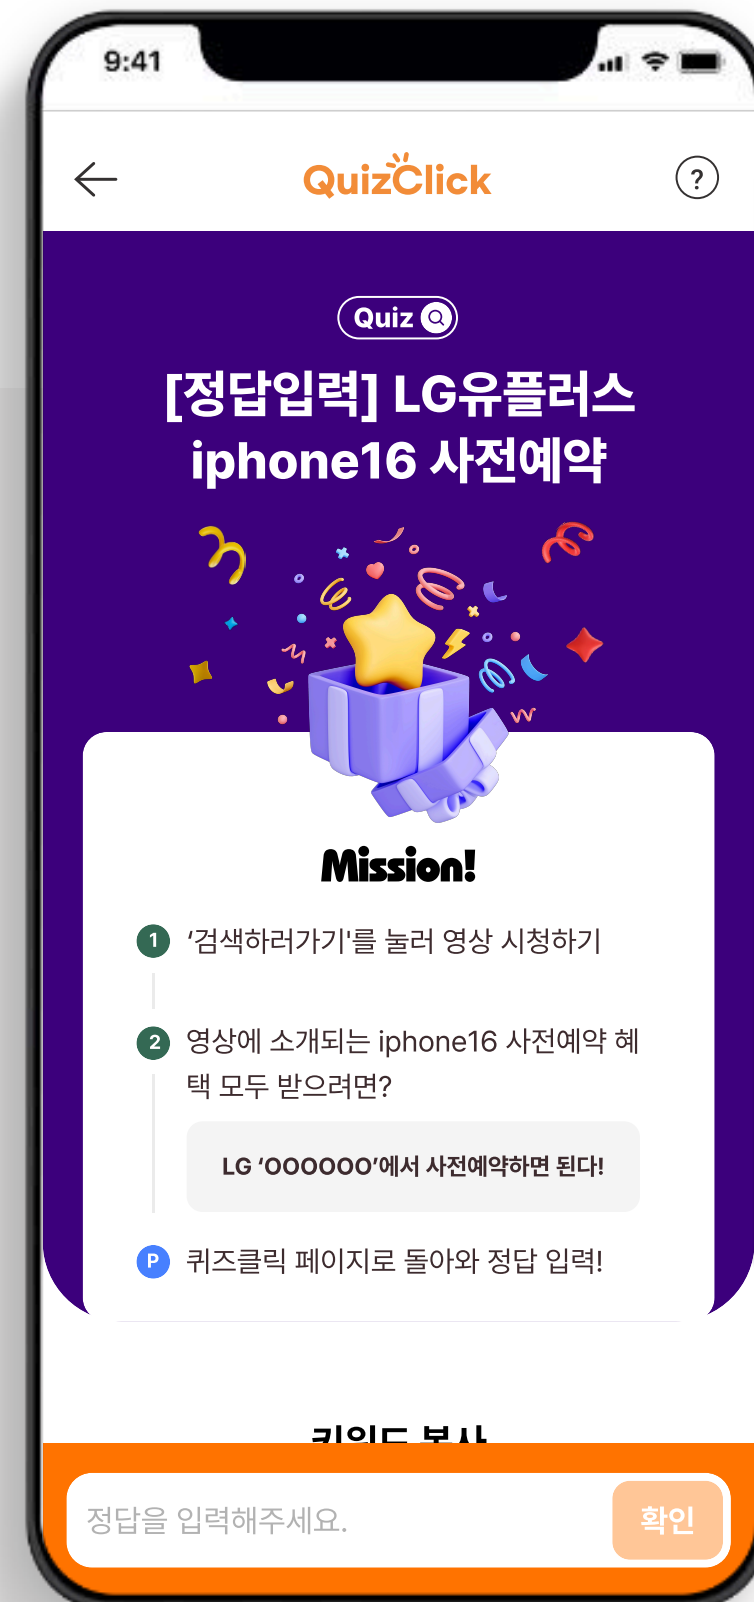 9:41
QuizClick
?
Quiz
[정답입력] LG유플러스
iphone16 사전예약
Mission!
1 ‘검색하러가기'를 눌러 영상 시청하기
2 영상에 소개되는 iphone16 사전예약 혜
택 모두 받으려면?
LG ‘OOOOOO’에서 사전예약하면 된다!
P 퀴즈클릭 페이지로 돌아와 정답 입력!
키워드 복사
정답을 입력해주세요.
확인